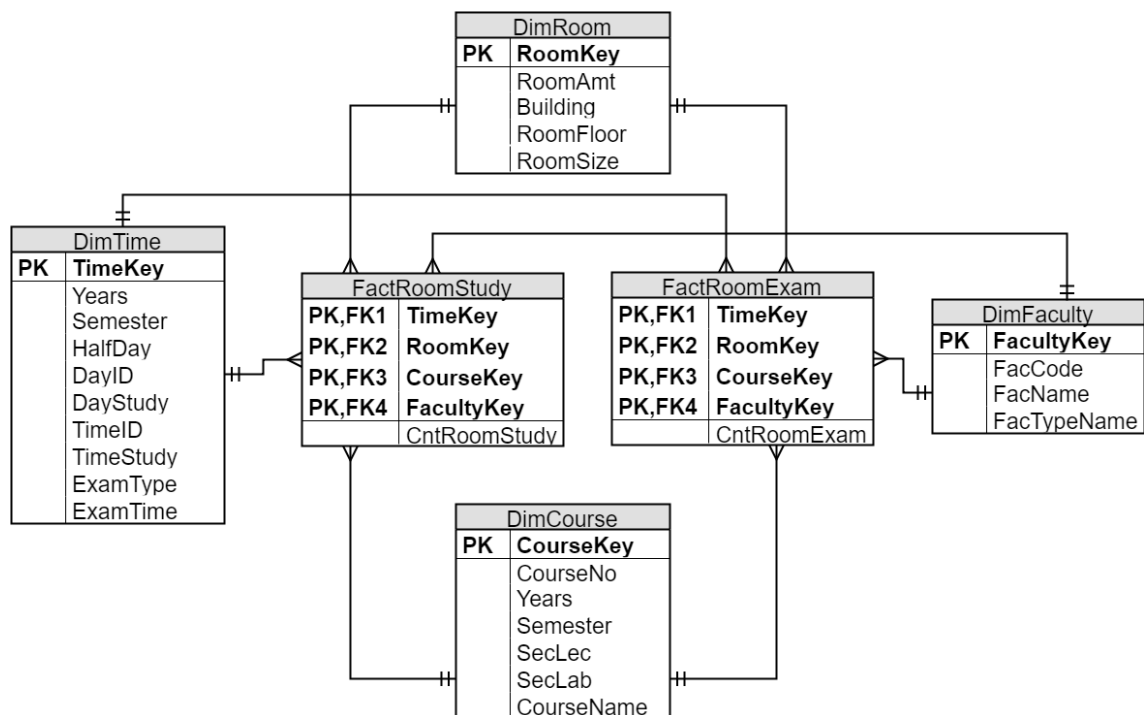 DimRoom
PK RoomKey
RoomAmt
Building
RoomFloor
RoomSize
DimTime
PK TimeKey
Years
Semester
HalfDay
DayID
DayStudy
TimeID
TimeStudy
ExamType
ExamTime
FactRoomStudy
PK,FK1 TimeKey
PK,FK2 RoomKey
PK,FK3 CourseKey
PK,FK4 FacultyKey
CntRoomStudy
FactRoomExam
PK,FK1 TimeKey
PK,FK2 RoomKey
PK,FK3 CourseKey
PK,FK4 FacultyKey
CntRoomExam
DimFaculty
PK FacultyKey
FacCode
FacName
FacTypeName
DimCourse
PK CourseKey
CourseNo
Years
Semester
SecLec
SecLab
CourseName